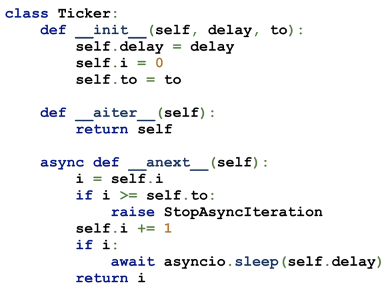 class Ticker:
    def __init__(self, delay, to):
        self.delay = delay
        self.i = 0
        self.to = to

    def __aiter__(self):
        return self

    async def __anext__(self):
        i = self.i
        if i >= self.to:
            raise StopAsyncIteration
        self.i += 1
        if i:
            await asyncio.sleep(self.delay)
        return i